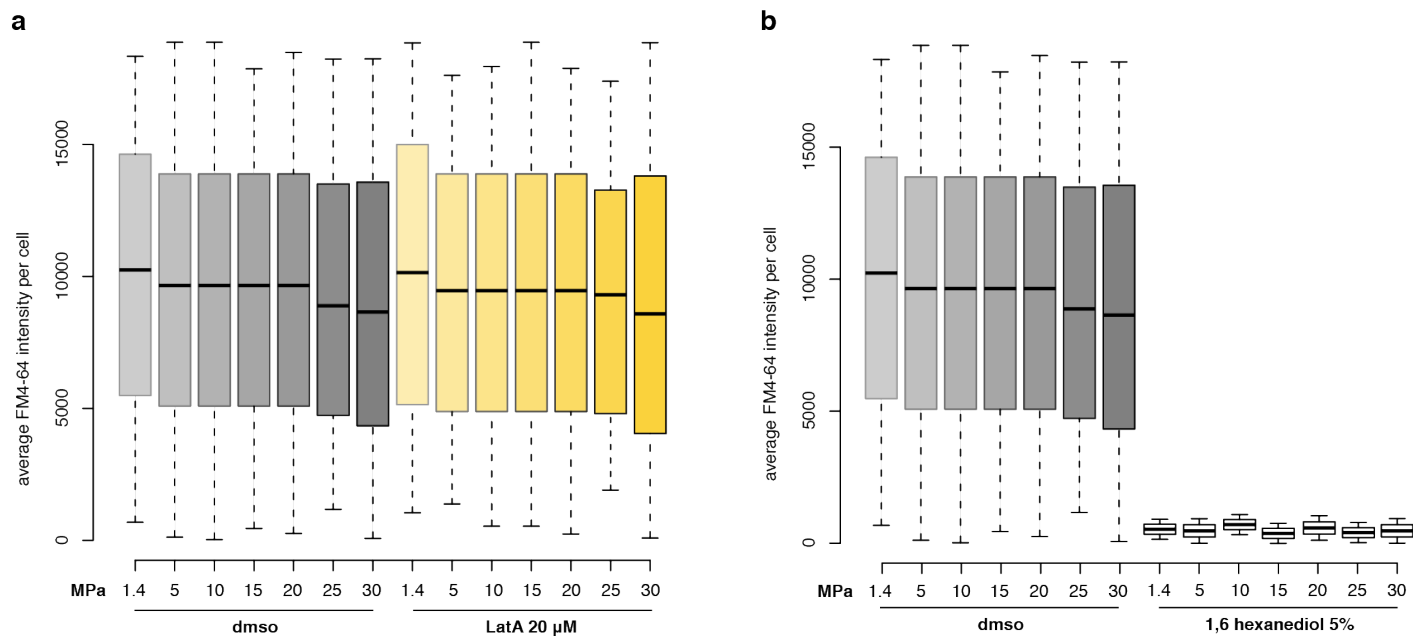 a
average FM4-64 intensity per cell
15000
10000
5000
0
MPa 1.4 5 10 15 20 25 30 1.4 5 10 15 20 25 30
dmso LatA 20 µM
b
average FM4-64 intensity per cell
15000
10000
5000
0
MPa 1.4 5 10 15 20 25 30 1.4 5 10 15 20 25 30
dmso 1,6 hexanediol 5%